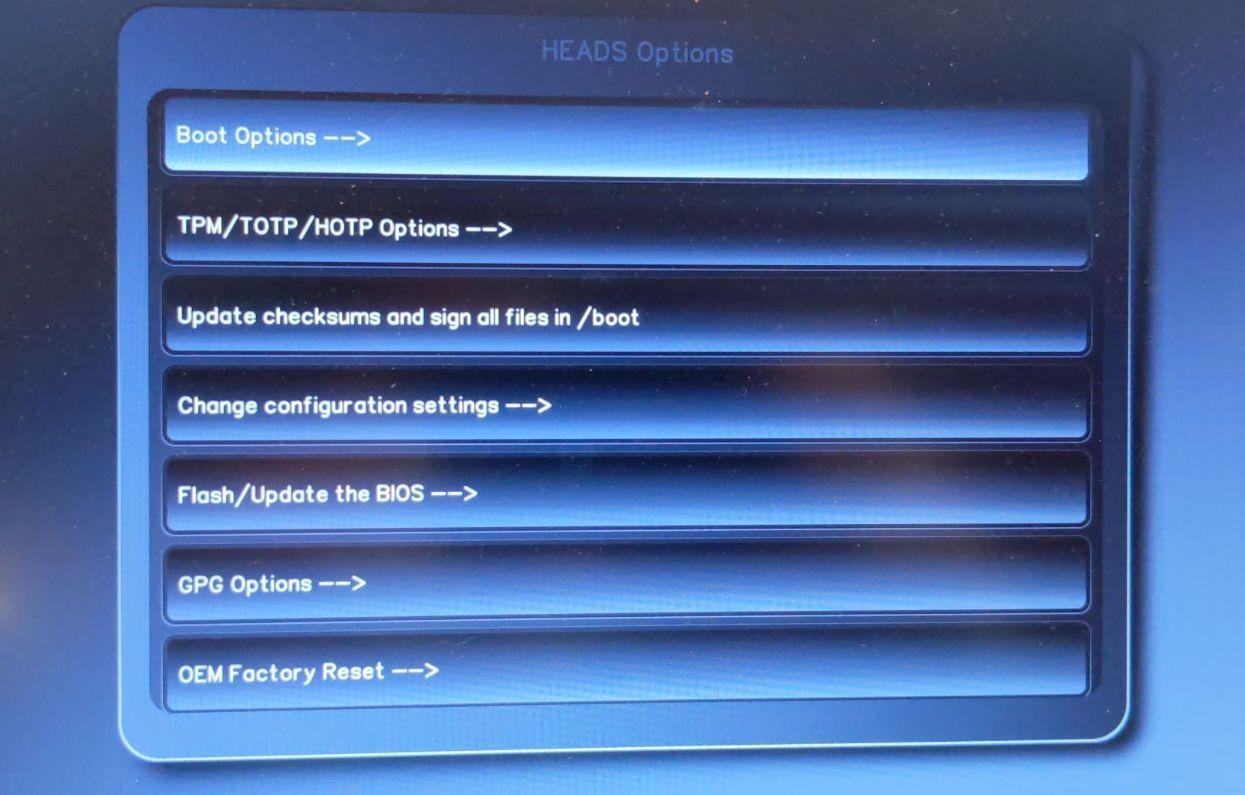 HEADS Options
Boot Options -->
TPM/TOTP/HOTP Options -->
Update checksums and sign all files in /boot
Change configuration settings -->
Flash/Update the BIOS -->
GPG Options -->
OEM Factory Reset -->